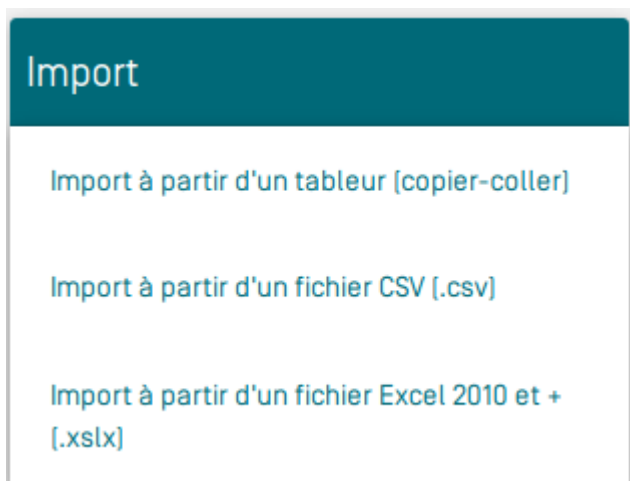 Import
Import à partir d'un tableur (copier-coller)
Import à partir d'un fichier CSV (.csv)
Import à partir d'un fichier Excel 2010 et +
(.xslx)